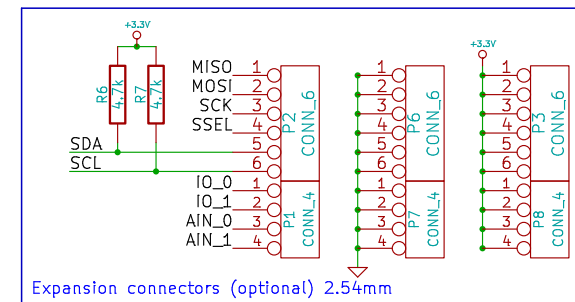 +3.3V
+3.3V
R6
4.7k
R7
4.7k
MISO 1
MOSI 2
SCK 3
SSEL 4
SDA 5
SCL 6
P2
CONN_6
IO_0 1
IO_1 2
AIN_0 3
AIN_1 4
P1
CONN_4
1
2
3
4
5
6
P6
CONN_6
1
2
3
4
P7
CONN_4
1
2
3
4
5
6
P3
CONN_6
1
2
3
4
P8
CONN_4
Expansion connectors (optional) 2.54mm